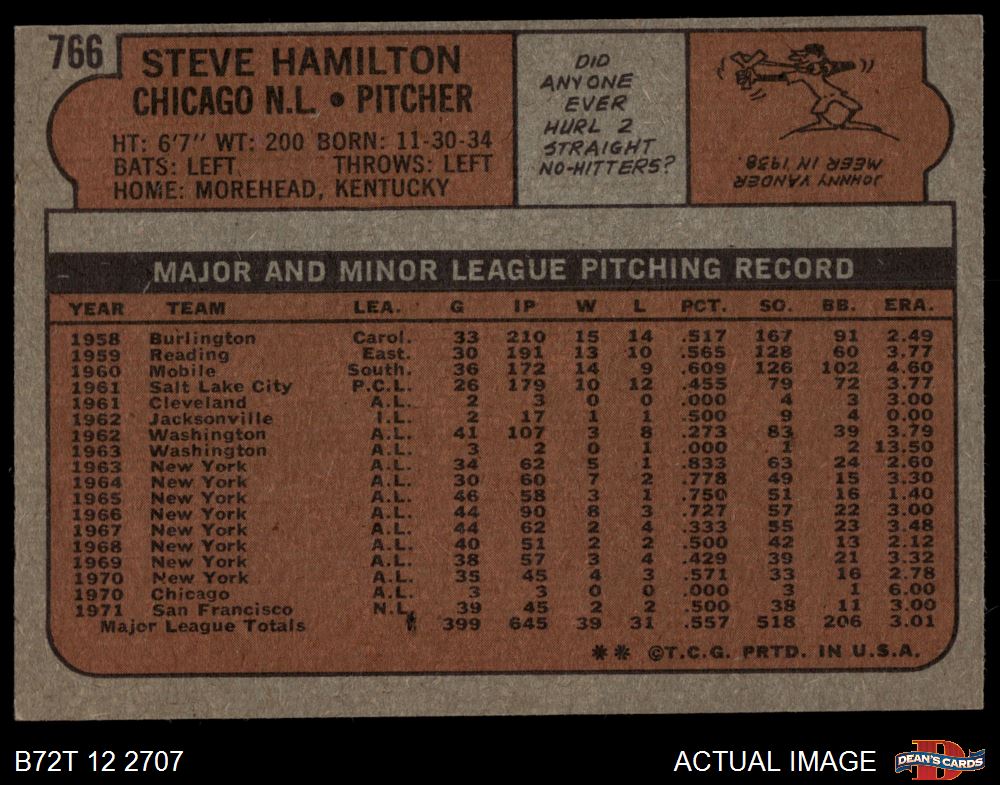 766
STEVE HAMILTON
CHICAGO N.L. • PITCHER
HT: 6'7" WT: 200 BORN: 11-30-34
BATS: LEFT THROWS: LEFT
HOME: MOREHEAD, KENTUCKY
DID
ANYONE
EVER
HURL 2
STRAIGHT
NO-HITTERS?
JOHNNY VANDER
MEER IN 1938.
MAJOR AND MINOR LEAGUE PITCHING RECORD
YEAR TEAM LEA. G IP W L PCT. SO. BB. ERA.
1958 Burlington Carol. 33 210 15 14 .517 167 91 2.49
1959 Reading East. 30 191 13 10 .565 128 60 3.77
1960 Mobile South. 36 172 14 9 .609 126 102 4.60
1961 Salt Lake City P.C.L. 26 179 10 12 .455 79 72 3.77
1961 Cleveland A.L. 2 3 0 0 .000 4 3 3.00
1962 Jacksonville I.L. 2 17 1 1 .500 9 4 0.00
1962 Washington A.L. 41 107 3 8 .273 83 39 3.79
1963 Washington A.L. 3 2 0 1 .000 1 2 13.50
1963 New York A.L. 34 62 5 1 .833 63 24 2.60
1964 New York A.L. 30 60 7 2 .778 49 15 3.30
1965 New York A.L. 46 58 3 1 .750 51 16 1.40
1966 New York A.L. 44 90 8 3 .727 57 22 3.00
1967 New York A.L. 44 62 2 4 .333 55 23 3.48
1968 New York A.L. 40 51 2 2 .500 42 13 2.12
1969 New York A.L. 38 57 3 4 .429 39 21 3.32
1970 New York A.L. 35 45 4 3 .571 33 16 2.78
1970 Chicago A.L. 3 3 0 0 .000 3 1 6.00
1971 San Francisco N.L. 39 45 2 2 .500 38 11 3.00
Major League Totals 399 645 39 31 .557 518 206 3.01
** ©T.C.G. PRTD. IN U.S.A.
B72T 12 2707
ACTUAL IMAGE
D
DEAN'S CARDS